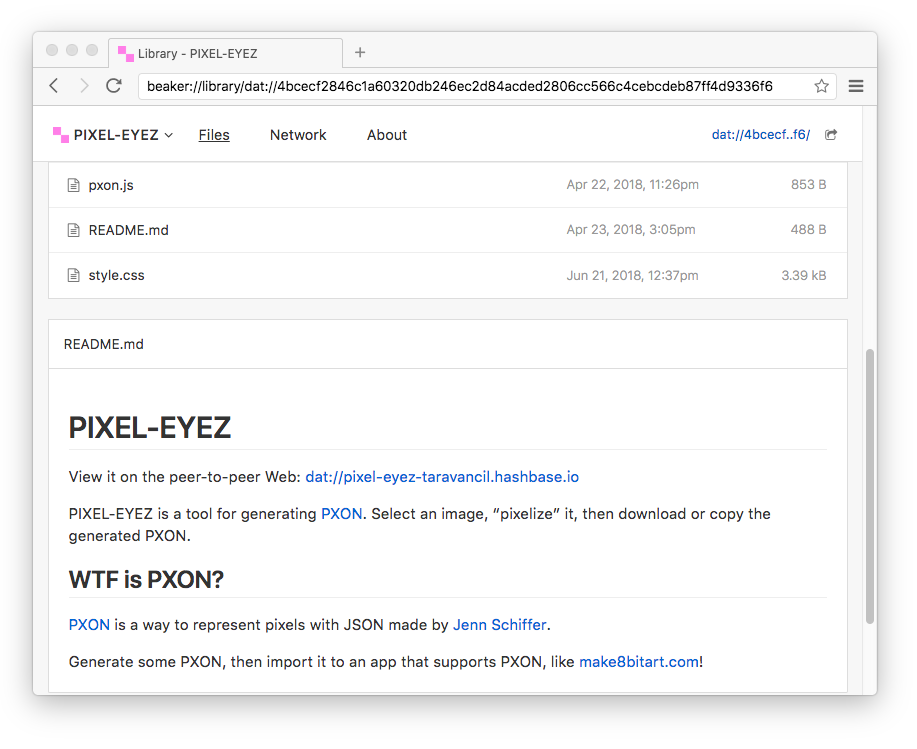 Library - PIXEL-EYEZ
beaker://library/dat://4bcecf2846c1a60320db246ec2d84acded2806cc566c4cebcdeb87ff4d9336f6
PIXEL-EYEZ Files Network About dat://4bcecf..f6/
pxon.js Apr 22, 2018, 11:26pm 853 B
README.md Apr 23, 2018, 3:05pm 488 B
style.css Jun 21, 2018, 12:37pm 3.39 kB
README.md
PIXEL-EYEZ
View it on the peer-to-peer Web: dat://pixel-eyez-taravancil.hashbase.io
PIXEL-EYEZ is a tool for generating PXON. Select an image, “pixelize” it, then download or copy the
generated PXON.
WTF is PXON?
PXON is a way to represent pixels with JSON made by Jenn Schiffer.
Generate some PXON, then import it to an app that supports PXON, like make8bitart.com!